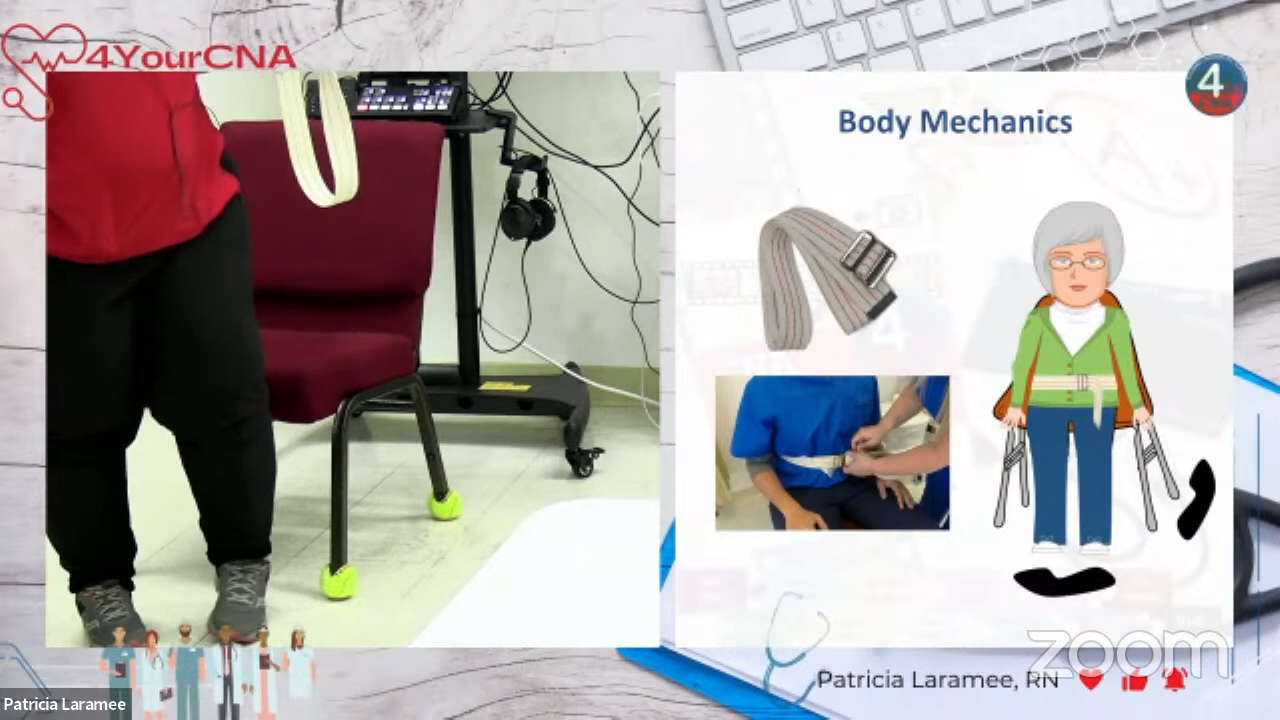 4YourCNA
4
Body Mechanics
zoom
Patricia Laramee, RN
Patricia Laramee